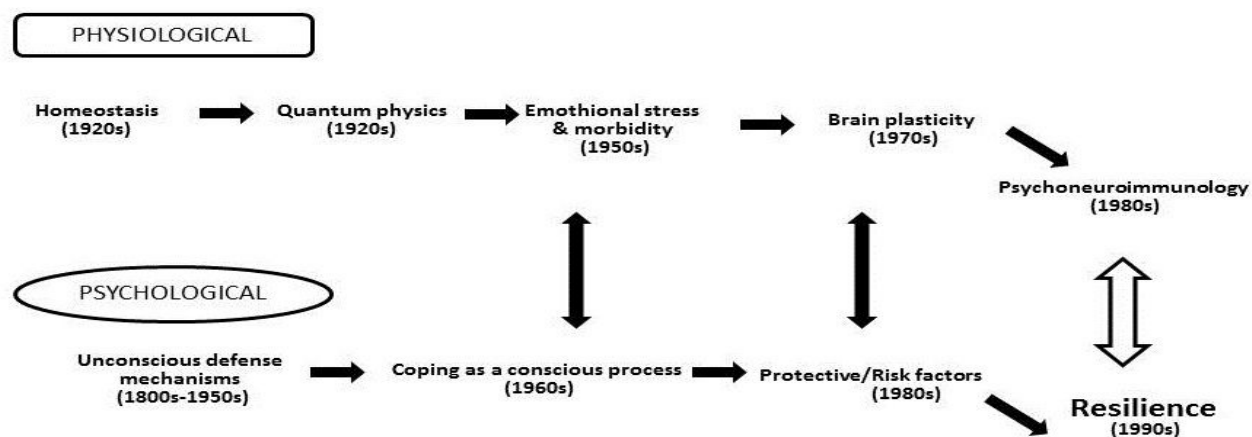 PHYSIOLOGICAL
Homeostasis
(1920s)
Quantum physics
(1920s)
Emothional stress
& morbidity
(1950s)
Brain plasticity
(1970s)
Psychoneuroimmunology
(1980s)
PSYCHOLOGICAL
Unconscious defense
mechanisms
(1800s-1950s)
Coping as a conscious process
(1960s)
Protective/Risk factors
(1980s)
Resilience
(1990s)